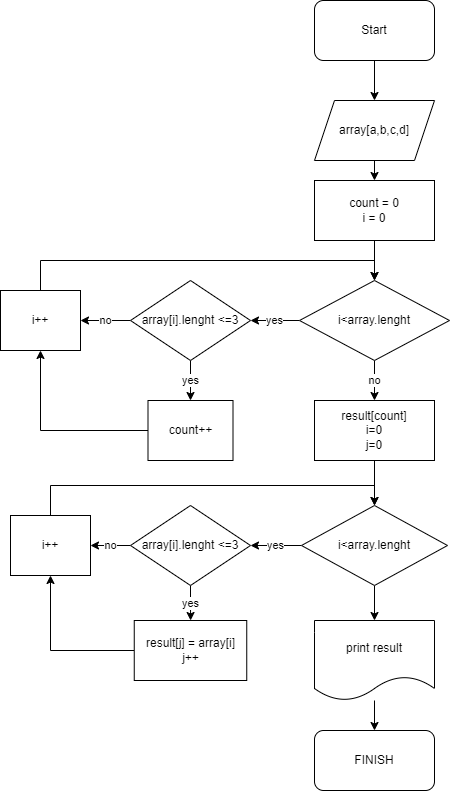 Start
array[a,b,c,d]
count = 0
i = 0
i<array.lenght
yes
array[i].lenght <=3
no
i++
yes
count++
no
result[count]
i=0
j=0
i<array.lenght
yes
array[i].lenght <=3
no
i++
yes
result[j] = array[i]
j++
print result
FINISH